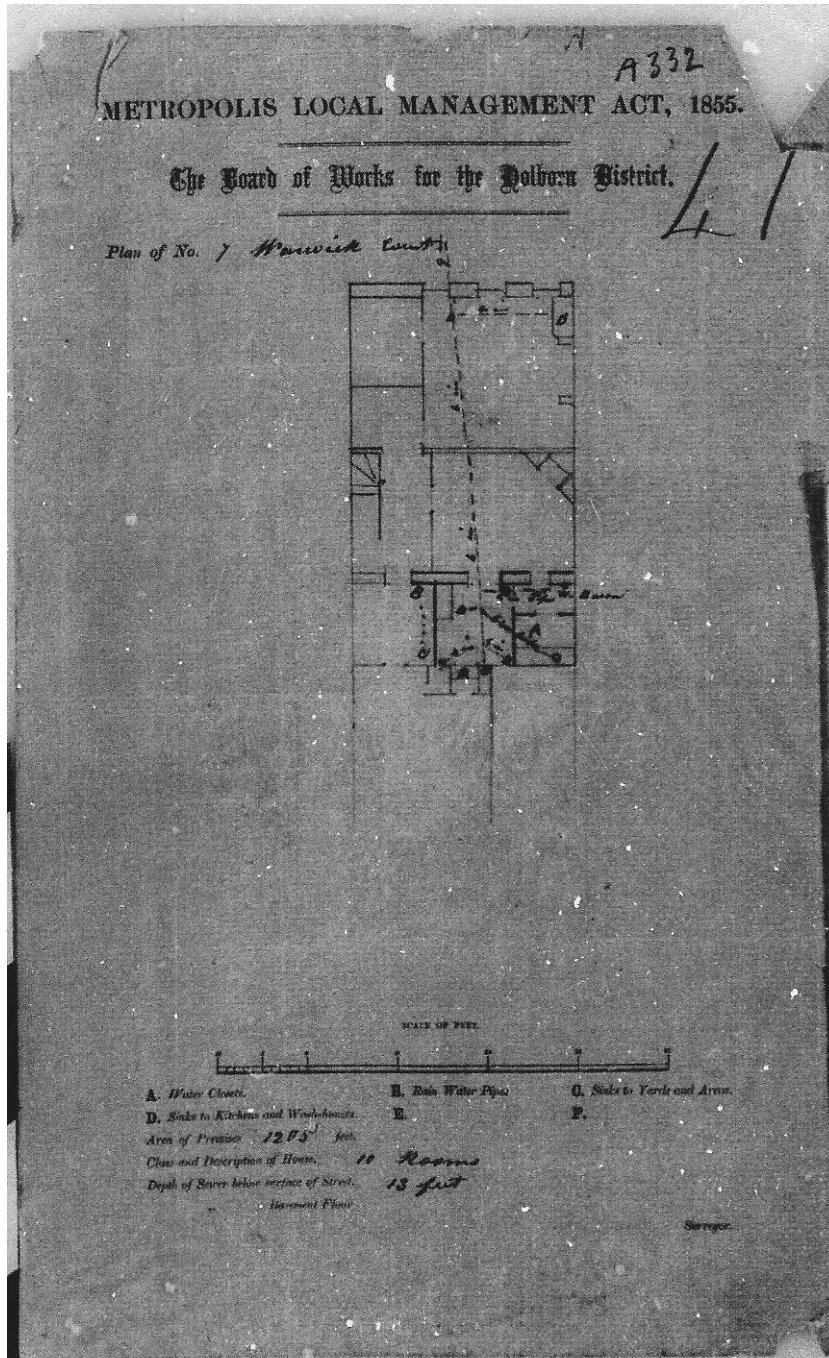 A332
METROPOLIS LOCAL MANAGEMENT ACT, 1855.
The Board of Works for the Holborn District.
41
Plan of No. 7 Warwick Court
D
A
B
C
SCALE OF FEET.
A. Water Closets. B. Rain Water Pipes C. Sinks to Yards and Areas.
D. Sinks to Kitchens and Wash-houses. E. F.
Area of Premises 1205 feet.
Class and Description of House. 10 Rooms
Depth of Sewer below surface of Street. 13 feet
" Basement Floor
Surveyor.